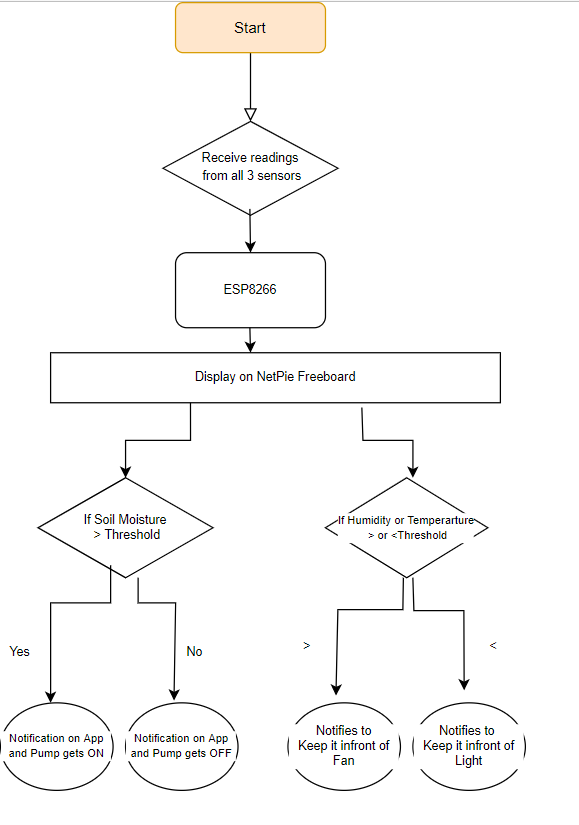 Start
Receive readings
from all 3 sensors
ESP8266
Display on NetPie Freeboard
If Soil Moisture
> Threshold
If Humidity or Temperarture
> or <Threshold
Yes
No
>
<
Notification on App
and Pump gets ON
Notification on App
and Pump gets OFF
Notifies to
Keep it infront of
Fan
Notifies to
Keep it infront of
Light